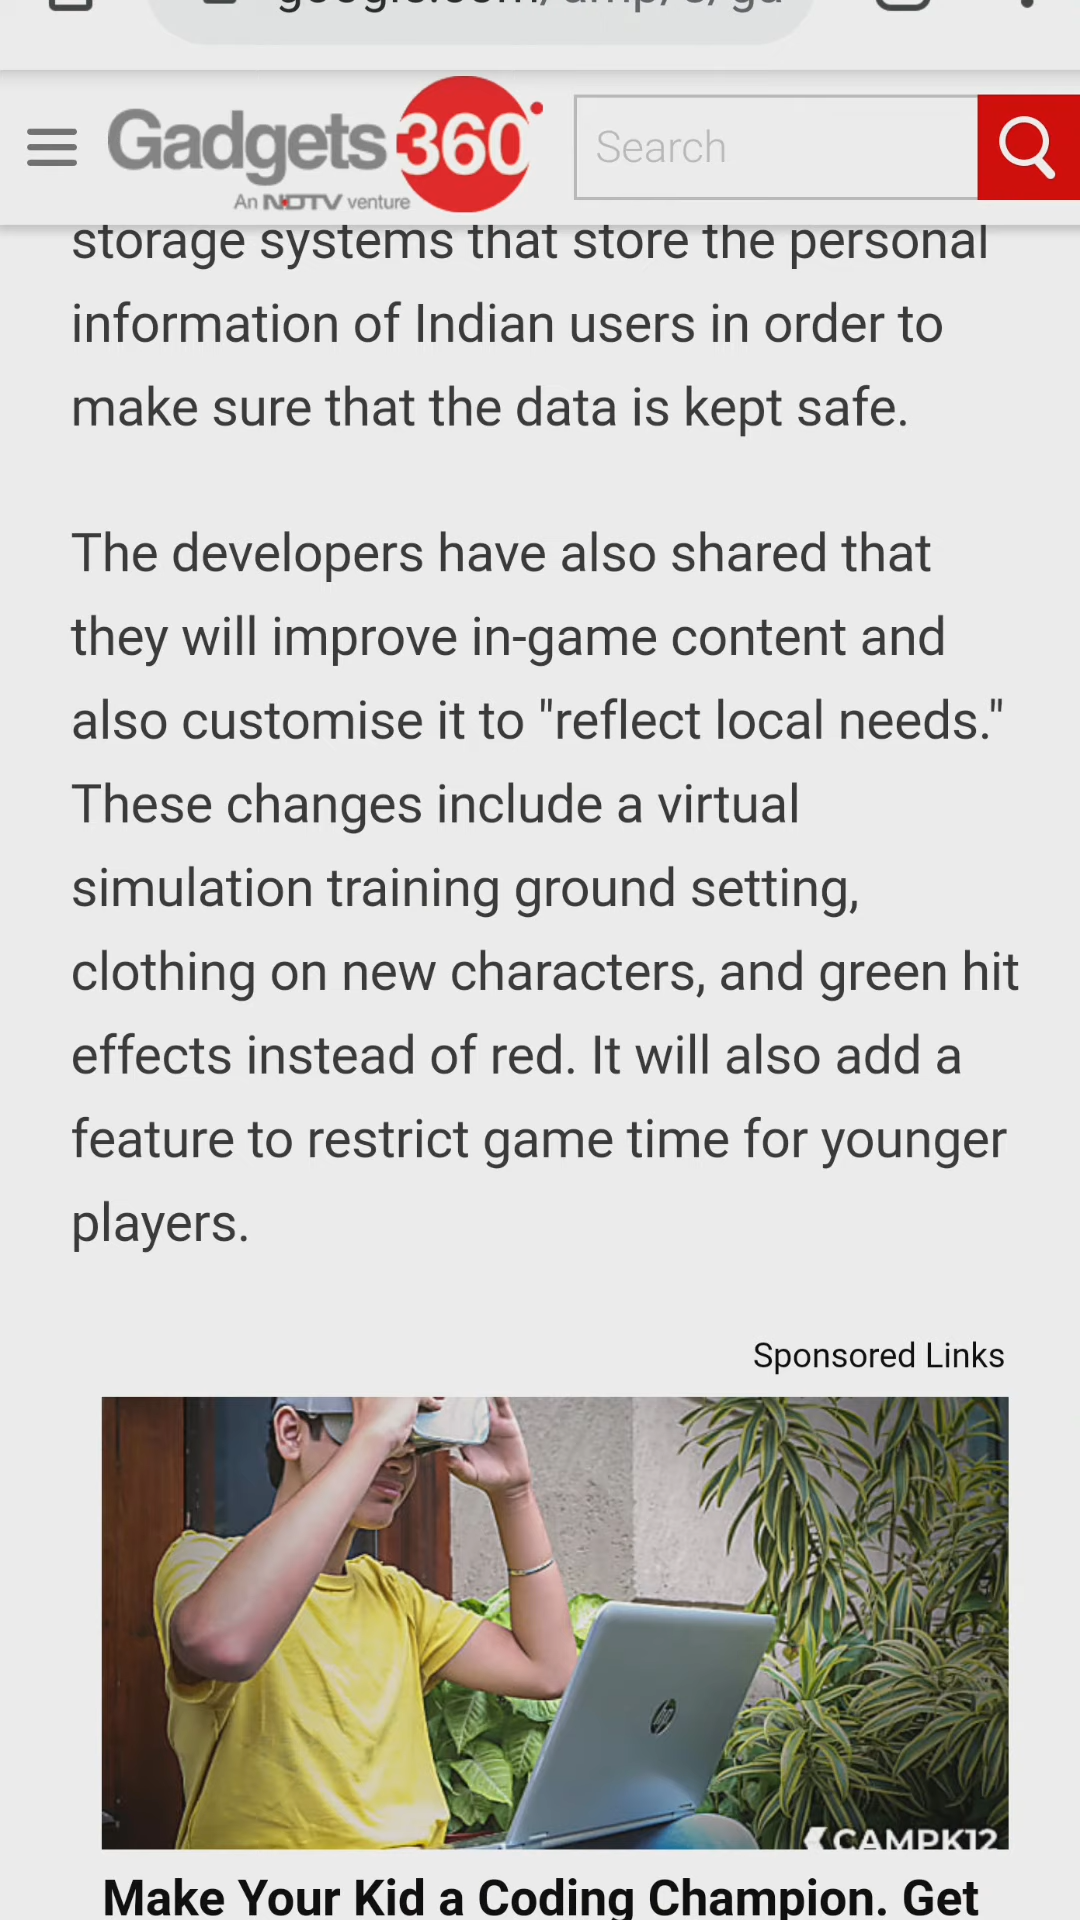 Gadgets 360
Search
An NDTV venture
storage systems that store the personal
information of Indian users in order to
make sure that the data is kept safe.
The developers have also shared that
they will improve in-game content and
also customise it to "reflect local needs."
These changes include a virtual
simulation training ground setting,
clothing on new characters, and green hit
effects instead of red. It will also add a
feature to restrict game time for younger
players.
Sponsored Links
hp
CAMPK12
Make Your Kid a Coding Champion. Get